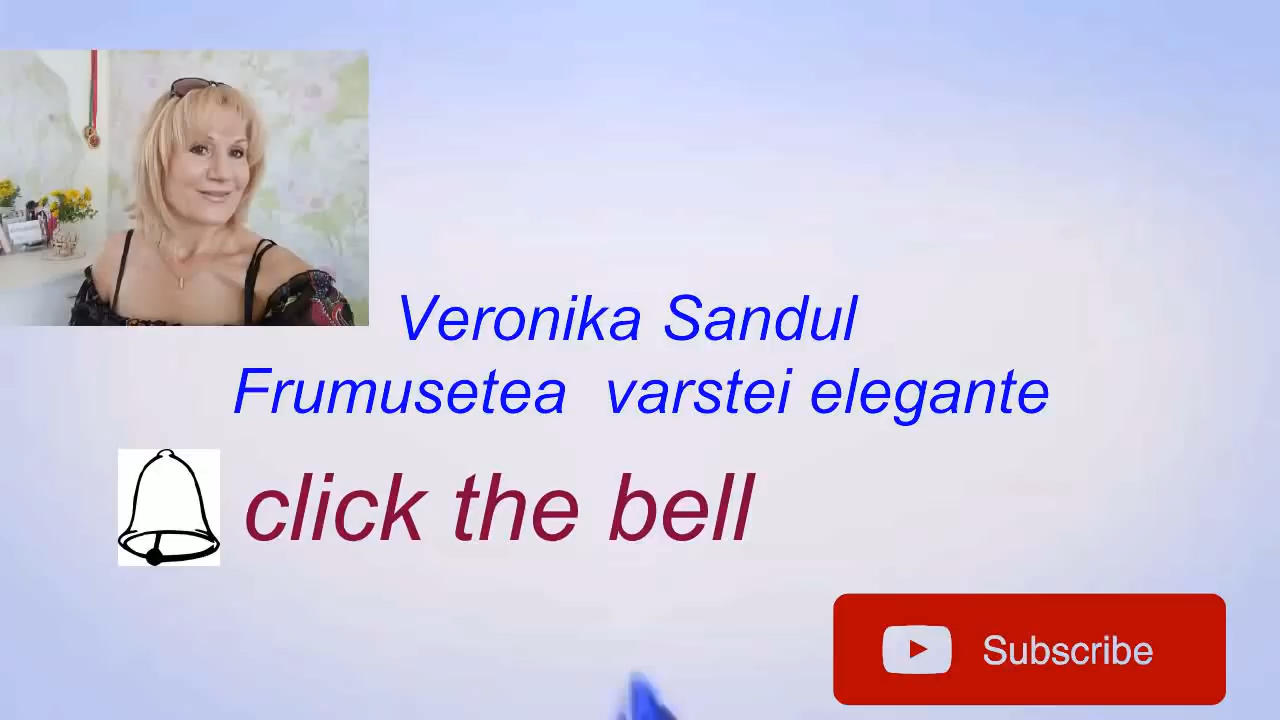 Veronika Sandul
Frumusetea varstei elegante
click the bell
Subscribe